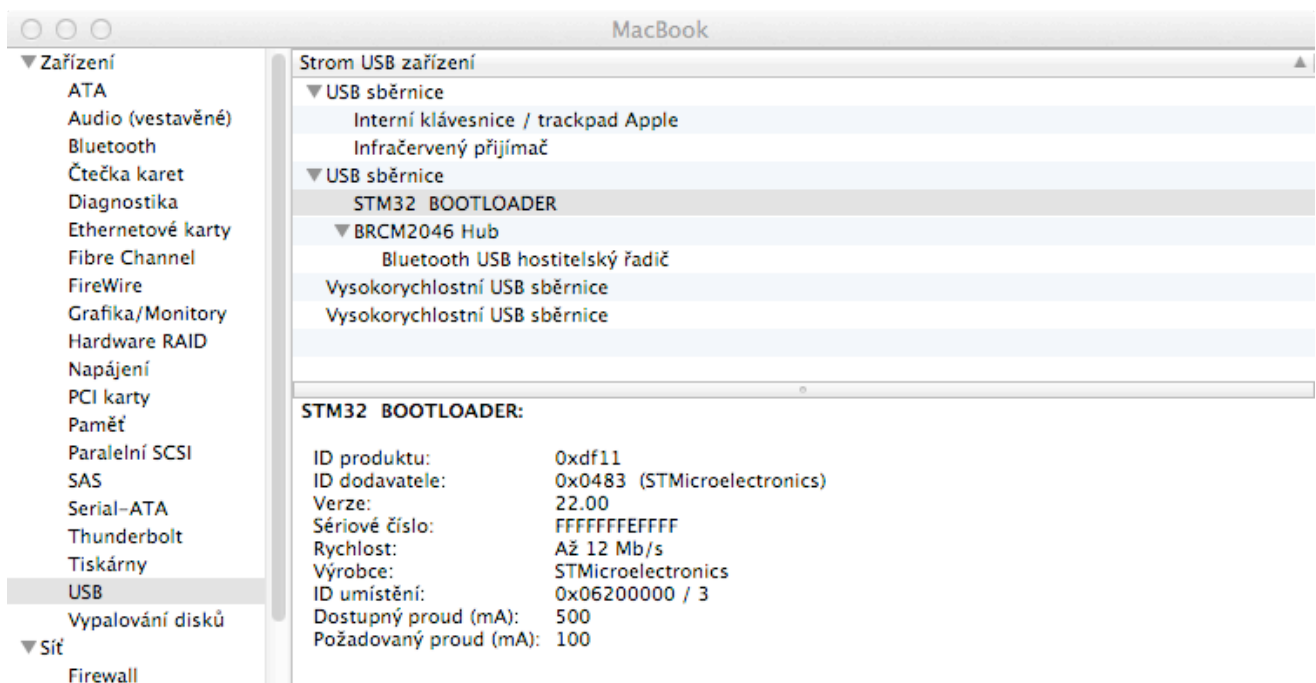 MacBook
Zařízení
ATA
Audio (vestavěné)
Bluetooth
Čtečka karet
Diagnostika
Ethernetové karty
Fibre Channel
FireWire
Grafika/Monitory
Hardware RAID
Napájení
PCI karty
Paměť
Paralelní SCSI
SAS
Serial-ATA
Thunderbolt
Tiskárny
USB
Vypalování disků
Síť
Firewall
Strom USB zařízení
USB sběrnice
Interní klávesnice / trackpad Apple
Infračervený přijímač
USB sběrnice
STM32 BOOTLOADER
BRCM2046 Hub
Bluetooth USB hostitelský řadič
Vysokorychlostní USB sběrnice
Vysokorychlostní USB sběrnice
STM32 BOOTLOADER:
ID produktu: 0xdf11
ID dodavatele: 0x0483 (STMicroelectronics)
Verze: 22.00
Sériové číslo: FFFFFFFEFFFF
Rychlost: Až 12 Mb/s
Výrobce: STMicroelectronics
ID umístění: 0x06200000 / 3
Dostupný proud (mA): 500
Požadovaný proud (mA): 100